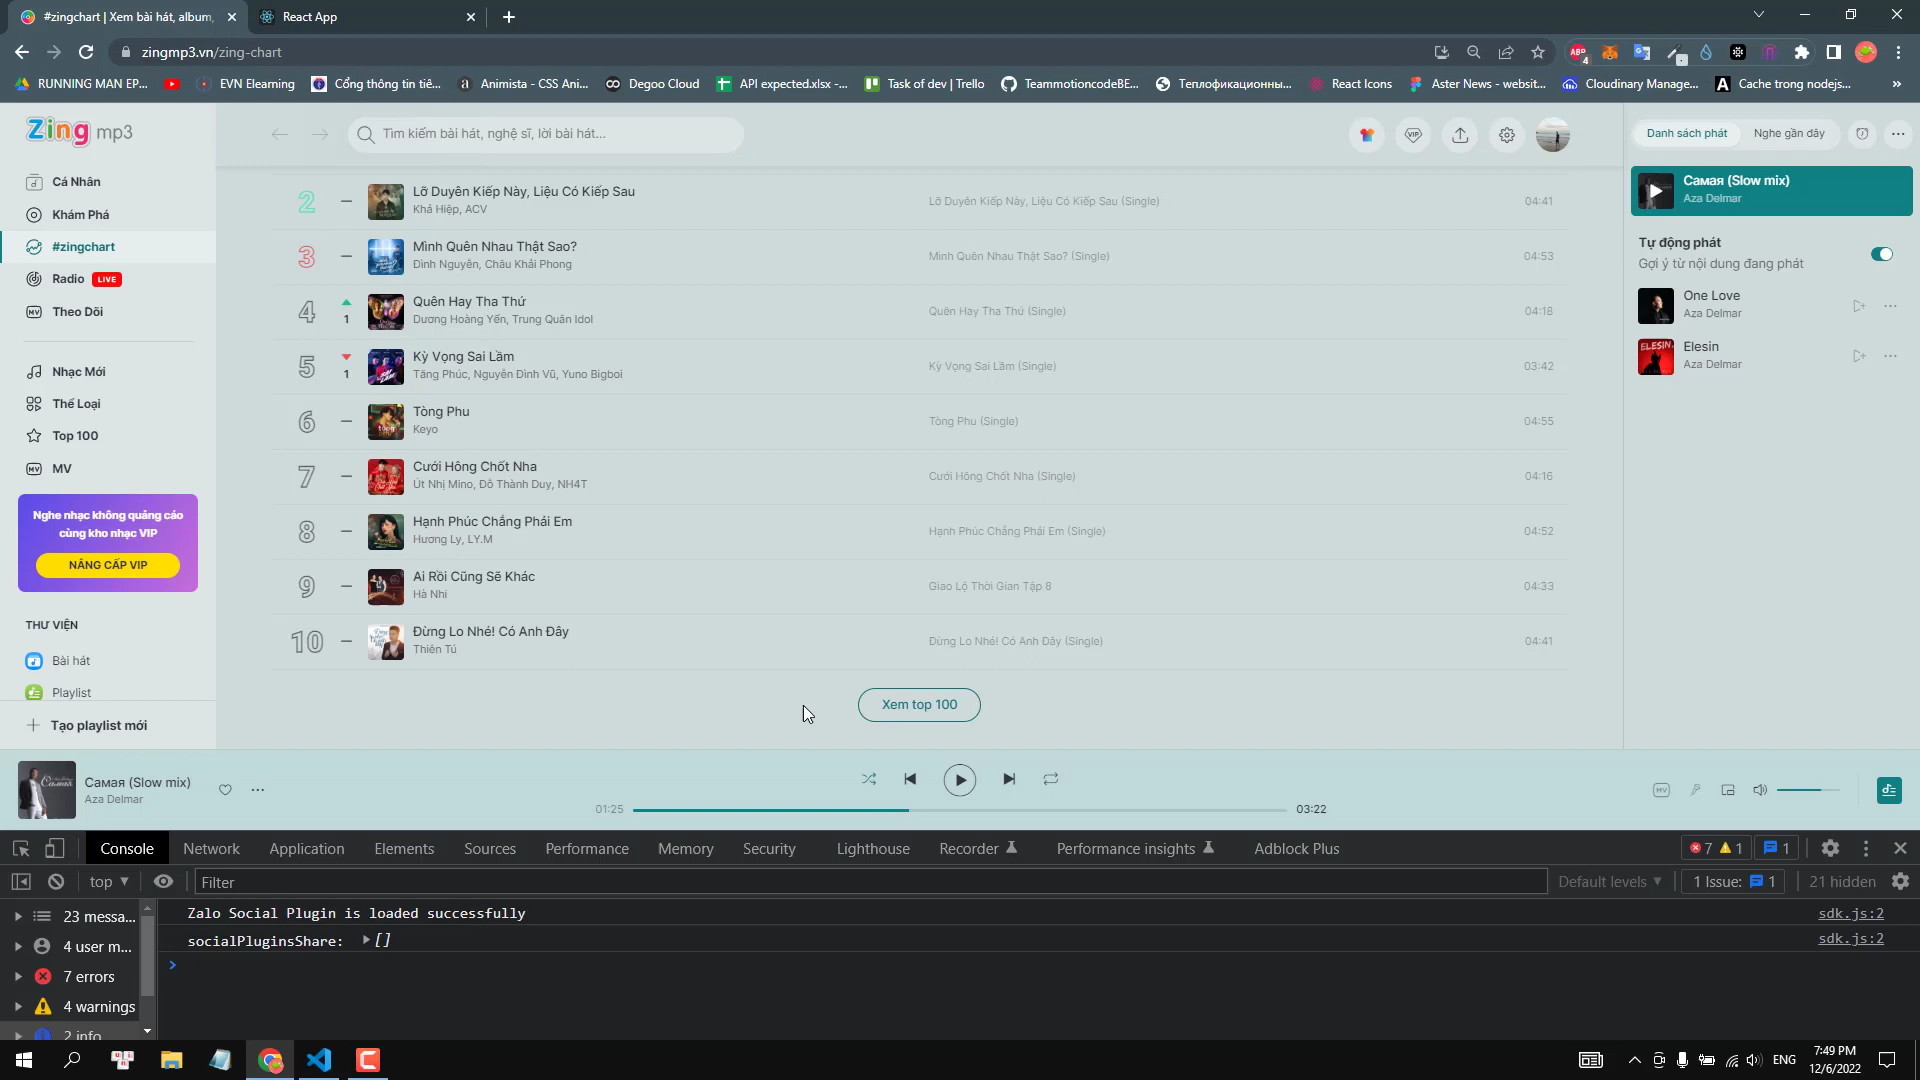 #zingchart | Xem bài hát, album,
React App
zingmp3.vn/zing-chart
RUNNING MAN EP...
EVN Elearning
Cổng thông tin tiê...
Animista - CSS Ani...
Degoo Cloud
API expected.xlsx -...
Task of dev | Trello
TeammotioncodeBE...
Теплофикационны...
React Icons
Aster News - websit...
Cloudinary Manage...
Cache trong nodejs...
»
Zing mp3
Tìm kiếm bài hát, nghệ sĩ, lời bài hát...
VIP
Danh sách phát
Nghe gần đây
Cá Nhân
Khám Phá
#zingchart
Radio LIVE
Theo Dõi
Nhạc Mới
Thể Loại
Top 100
MV
Nghe nhạc không quảng cáo
cùng kho nhạc VIP
NÂNG CẤP VIP
THƯ VIỆN
Bài hát
Playlist
Tạo playlist mới
2 Lỡ Duyên Kiếp Này, Liệu Có Kiếp Sau
Khả Hiệp, ACV
Lỡ Duyên Kiếp Này, Liệu Có Kiếp Sau (Single)
04:41
3 Mình Quên Nhau Thật Sao?
Đình Nguyễn, Châu Khải Phong
Mình Quên Nhau Thật Sao? (Single)
04:53
4 1 Quên Hay Tha Thứ
Dương Hoàng Yến, Trung Quân Idol
Quên Hay Tha Thứ (Single)
04:18
5 1 Kỳ Vọng Sai Lầm
Tăng Phúc, Nguyễn Đình Vũ, Yuno Bigboi
Kỳ Vọng Sai Lầm (Single)
03:42
6 Tòng Phu
Keyo
Tòng Phu (Single)
04:55
7 Cưới Hông Chốt Nha
Út Nhị Mino, Đỗ Thành Duy, NH4T
Cưới Hông Chốt Nha (Single)
04:16
8 Hạnh Phúc Chẳng Phải Em
Hương Ly, LY.M
Hạnh Phúc Chẳng Phải Em (Single)
04:52
9 Ai Rồi Cũng Sẽ Khác
Hà Nhi
Giao Lộ Thời Gian Tập 8
04:33
10 Đừng Lo Nhé! Có Anh Đây
Thiên Tú
Đừng Lo Nhé! Có Anh Đây (Single)
04:41
Xem top 100
Самая (Slow mix)
Aza Delmar
Tự động phát
Gợi ý từ nội dung đang phát
One Love
Aza Delmar
ELESIN
Elesin
Aza Delmar
Самая (Slow mix)
Aza Delmar
01:25
03:22
MV
Console
Network
Application
Elements
Sources
Performance
Memory
Security
Lighthouse
Recorder
Performance insights
Adblock Plus
7 1
1
top
Filter
Default levels
1 Issue: 1
21 hidden
23 messa...
4 user m...
7 errors
4 warnings
2 info
Zalo Social Plugin is loaded successfully
sdk.js:2
socialPluginsShare: []
sdk.js:2
ENG
7:49 PM
12/6/2022